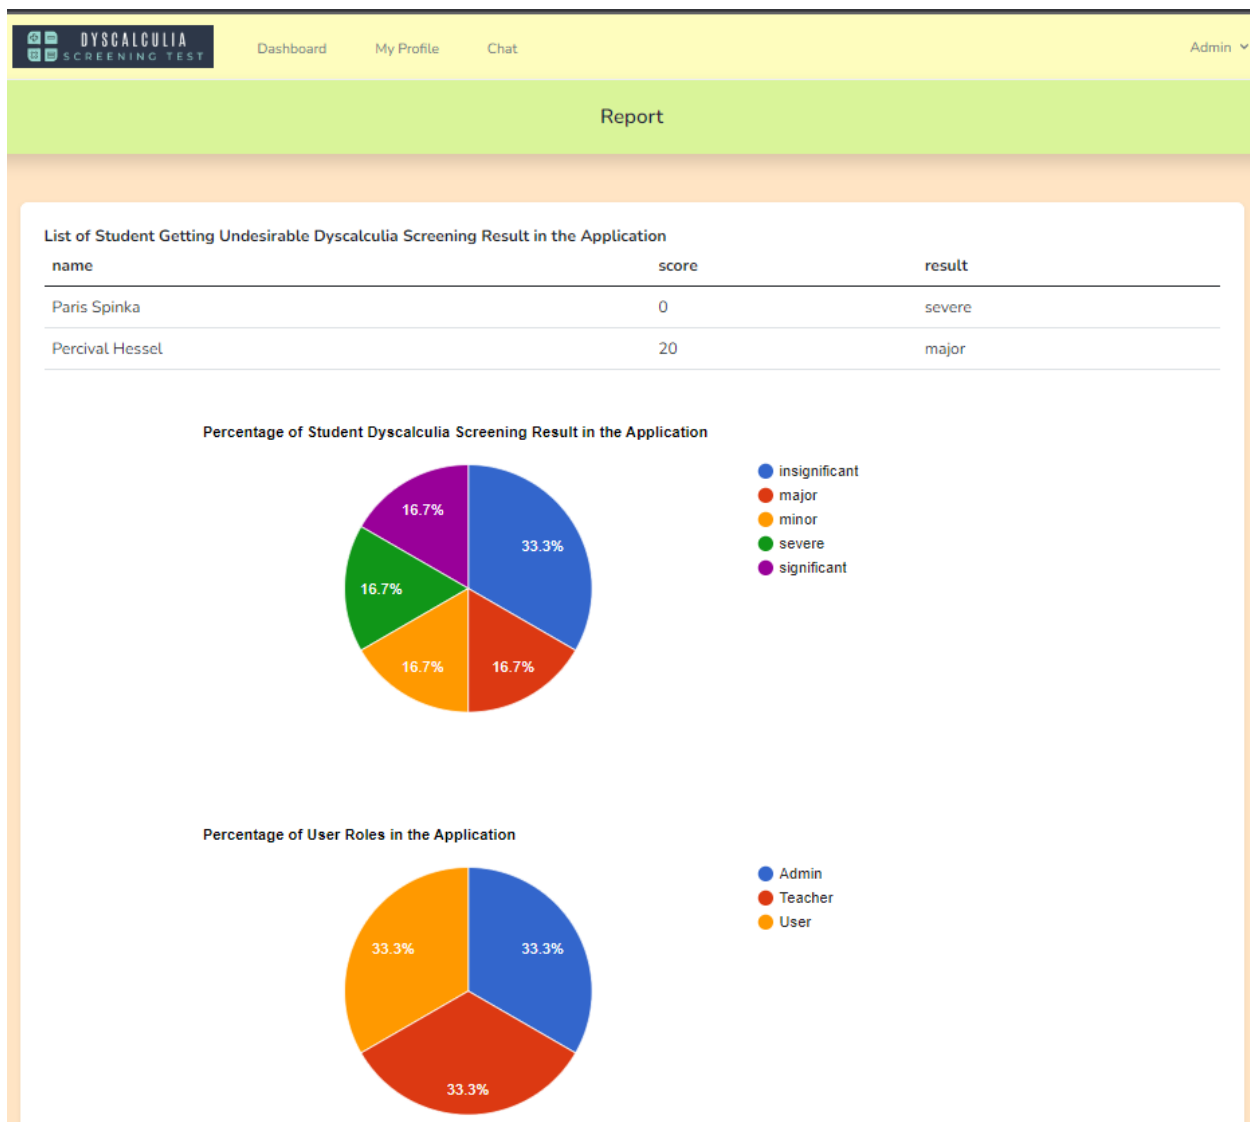 DYSCALCULIA
SCREENING TEST
Dashboard My Profile Chat Admin
Report
List of Student Getting Undesirable Dyscalculia Screening Result in the Application
name score result
Paris Spinka 0 severe
Percival Hessel 20 major
Percentage of Student Dyscalculia Screening Result in the Application
insignificant
major
minor
severe
significant
16.7% 33.3%
16.7%
16.7% 16.7%
Percentage of User Roles in the Application
Admin
Teacher
User
33.3% 33.3%
33.3%